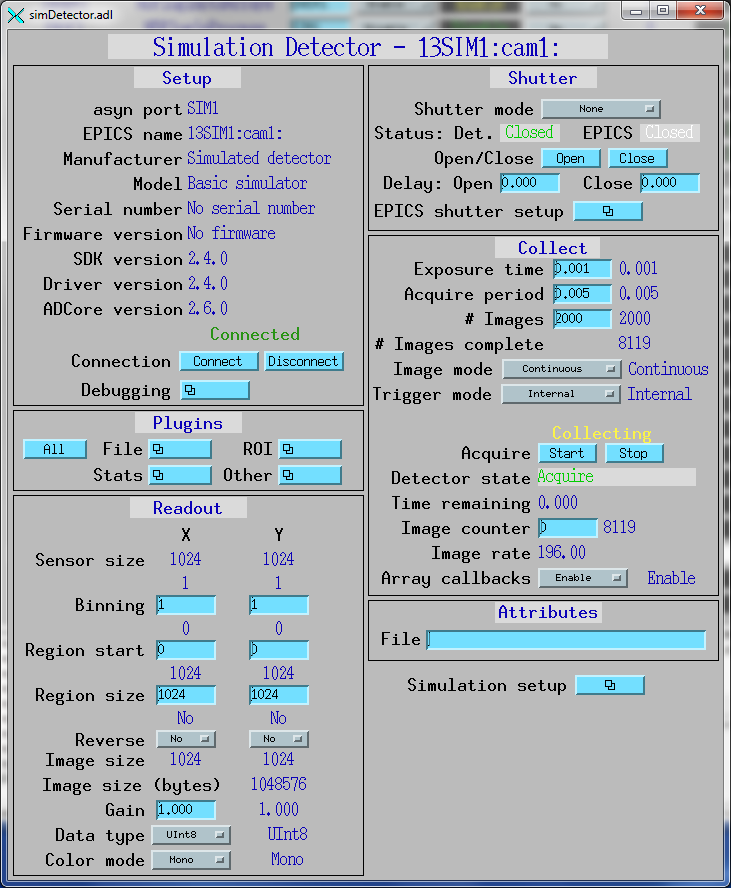 simDetector.adl
Simulation Detector - 13SIM1:cam1:
Setup
asyn port SIM1
EPICS name 13SIM1:cam1:
Manufacturer Simulated detector
Model Basic simulator
Serial number No serial number
Firmware version No firmware
SDK version 2.4.0
Driver version 2.4.0
ADCore version 2.6.0
Connected
Connection Connect Disconnect
Debugging
Plugins
All File ROI
Stats Other
Readout
X Y
Sensor size 1024 1024
1 1
Binning 1 1
0 0
Region start 0 0
1024 1024
Region size 1024 1024
No No
Reverse No No
Image size 1024 1024
Image size (bytes) 1048576
Gain 1.000 1.000
Data type UInt8 UInt8
Color mode Mono Mono
Shutter
Shutter mode None
Status: Det. Closed EPICS Closed
Open/Close Open Close
Delay: Open 0.000 Close 0.000
EPICS shutter setup
Collect
Exposure time 0.001 0.001
Acquire period 0.005 0.005
# Images 2000 2000
# Images complete 8119
Image mode Continuous Continuous
Trigger mode Internal Internal
Collecting
Acquire Start Stop
Detector state Acquire
Time remaining 0.000
Image counter 0 8119
Image rate 196.00
Array callbacks Enable Enable
Attributes
File
Simulation setup